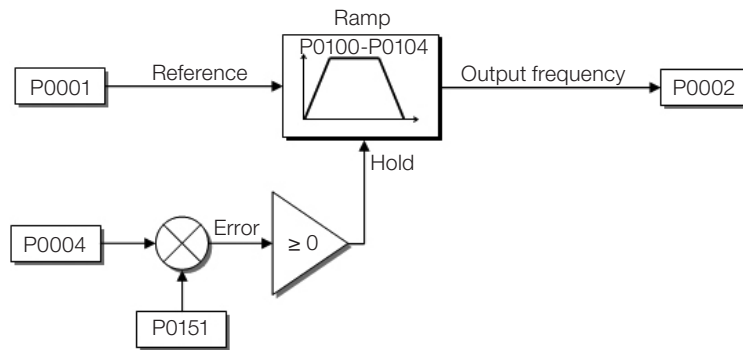 Ramp
P0100-P0104
P0001
Reference
Output frequency
P0002
Hold
P0004
Error
≥ 0
P0151